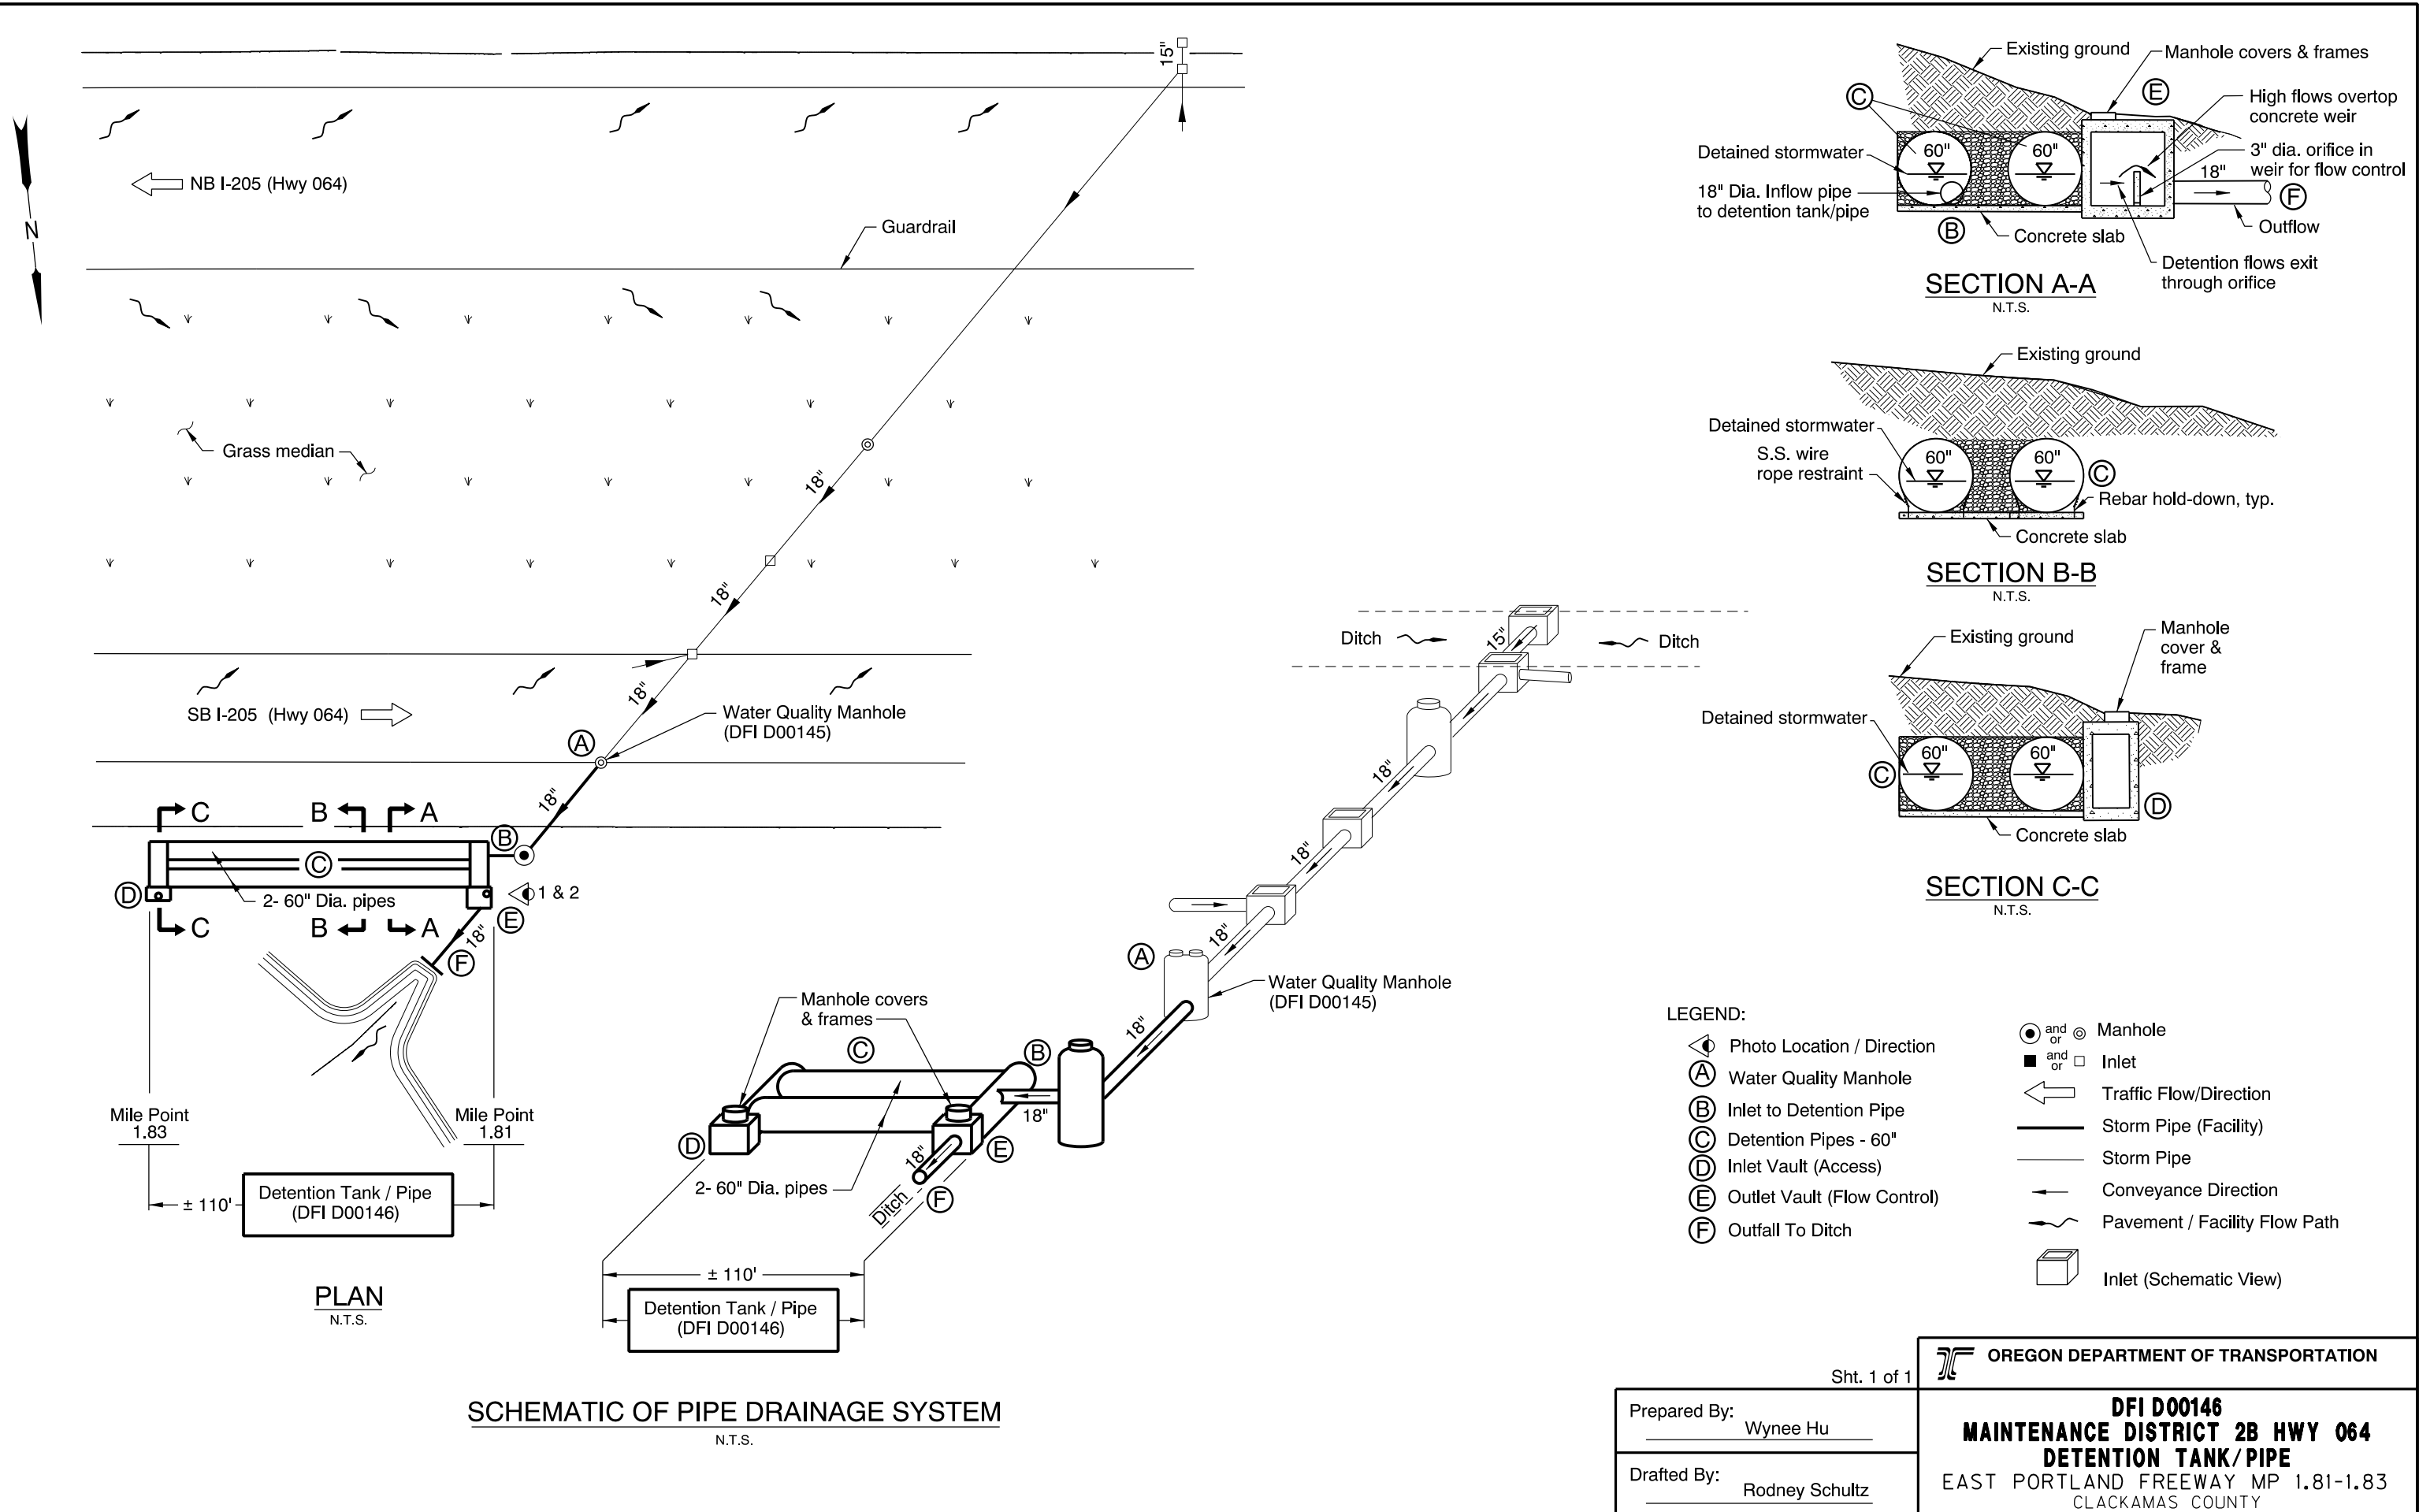 15"
NB I-205 (Hwy 064)
N
Guardrail
Grass median
18"
18"
18"
SB I-205 (Hwy 064)
Water Quality Manhole
(DFI D00145)
A
18"
C
B
A
B
C
D
2- 60" Dia. pipes
1 & 2
E
C
B
A
18"
F
Mile Point
1.83
Mile Point
1.81
± 110'
Detention Tank / Pipe
(DFI D00146)
PLAN
N.T.S.
Ditch
15"
Ditch
18"
18"
18"
A
Water Quality Manhole
(DFI D00145)
18"
Manhole covers
& frames
C
B
18"
D
E
18"
2- 60" Dia. pipes
Ditch
F
± 110'
Detention Tank / Pipe
(DFI D00146)
SCHEMATIC OF PIPE DRAINAGE SYSTEM
N.T.S.
Existing ground
Manhole covers & frames
C
E
High flows overtop
concrete weir
Detained stormwater
60"
60"
3" dia. orifice in
weir for flow control
18" Dia. Inflow pipe
to detention tank/pipe
18"
F
B
Concrete slab
Outflow
Detention flows exit
through orifice
SECTION A-A
N.T.S.
Existing ground
Detained stormwater
S.S. wire
rope restraint
60"
60"
C
Rebar hold-down, typ.
Concrete slab
SECTION B-B
N.T.S.
Existing ground
Manhole
cover &
frame
Detained stormwater
60"
60"
C
D
Concrete slab
SECTION C-C
N.T.S.
LEGEND:
Photo Location / Direction
A Water Quality Manhole
B Inlet to Detention Pipe
C Detention Pipes - 60"
D Inlet Vault (Access)
E Outlet Vault (Flow Control)
F Outfall To Ditch
and or Manhole
and or Inlet
Traffic Flow/Direction
Storm Pipe (Facility)
Storm Pipe
Conveyance Direction
Pavement / Facility Flow Path
Inlet (Schematic View)
Sht. 1 of 1
OREGON DEPARTMENT OF TRANSPORTATION
Prepared By:
Wynee Hu
Drafted By:
Rodney Schultz
DFI D00146
MAINTENANCE DISTRICT 2B HWY 064
DETENTION TANK/PIPE
EAST PORTLAND FREEWAY MP 1.81-1.83
CLACKAMAS COUNTY